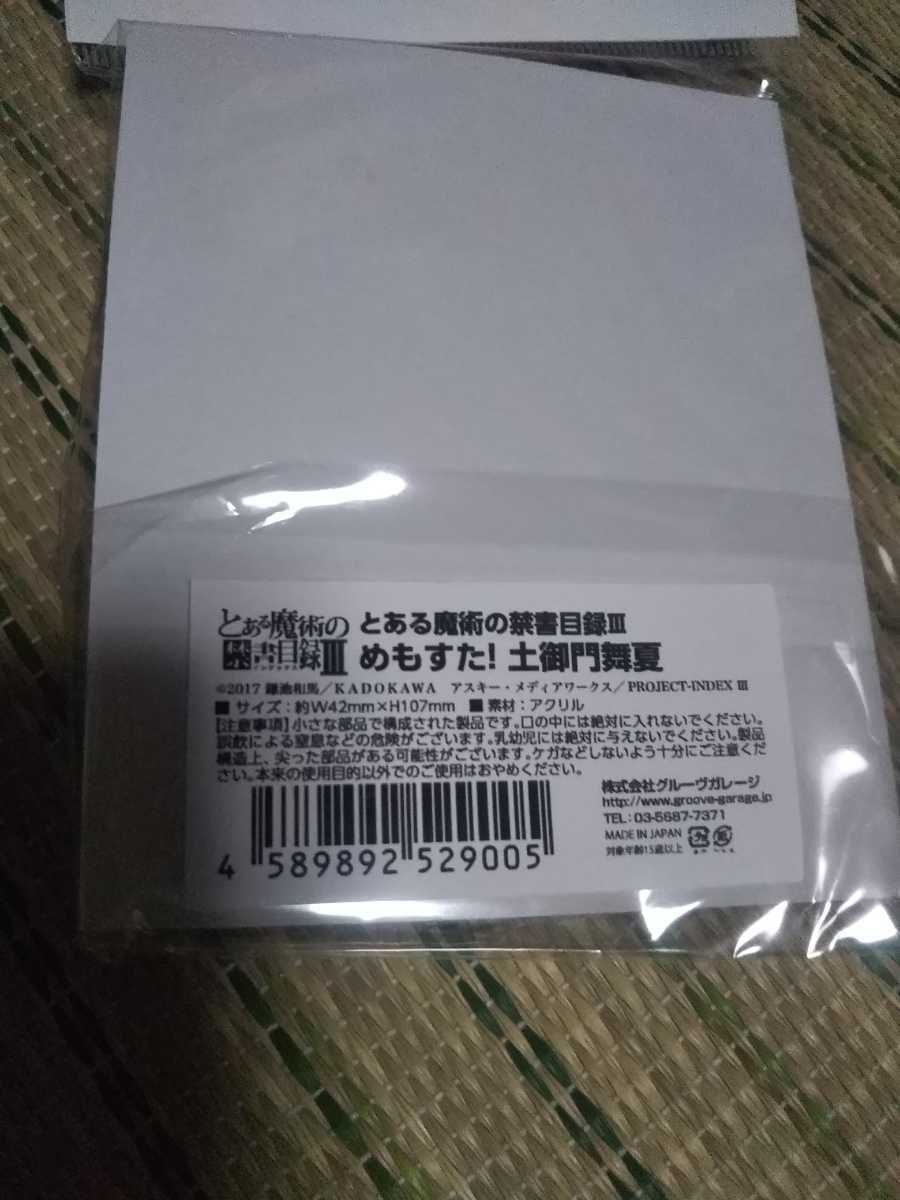 とある魔術の
禁書目録Ⅲ
インデックス
とある魔術の禁書目録Ⅲ
めもすた！土御門舞夏
©2017 鎌池和馬／KADOKAWA アスキー・メディアワークス／PROJECT-INDEX Ⅲ
■ サイズ：約W42mm×H107mm ■ 素材：アクリル
【注意事項】小さな部品で構成された製品です。口の中には絶対に入れないでください。
誤飲による窒息などの危険がございます。乳幼児には絶対に与えないでください。製品
構造上、尖った部品がある可能性がございます。ケガなどしないよう十分にご注意くだ
さい。本来の使用目的以外でのご使用はおやめください。
株式会社グルーヴガレージ
http://www.groove-garage.jp
TEL：03-5687-7371
MADE IN JAPAN
対象年齢15歳以上
4 589892 529005